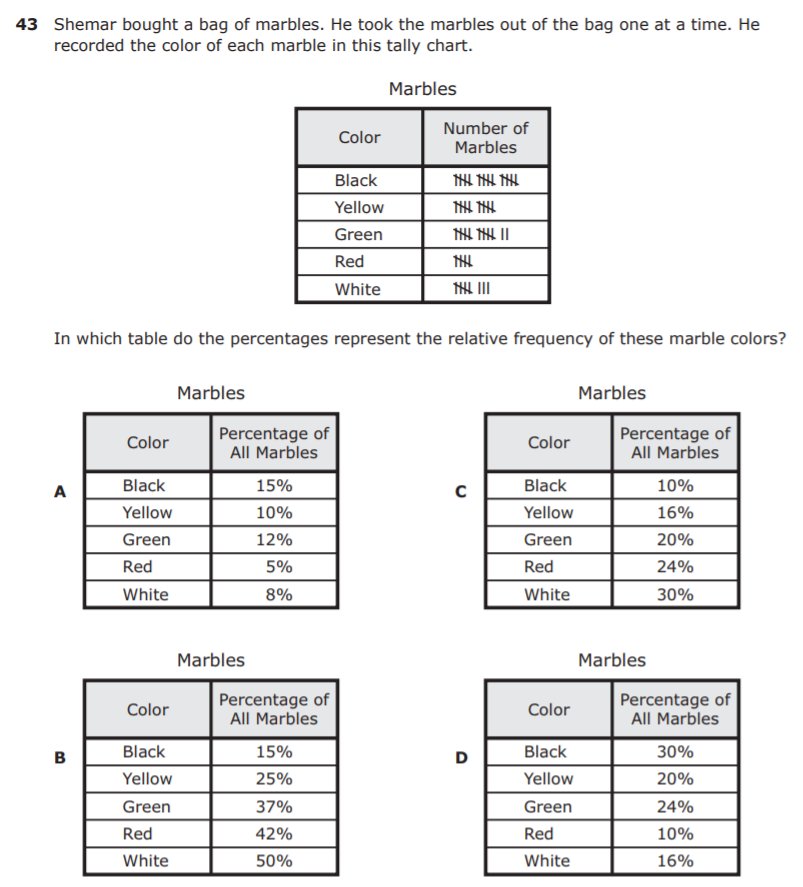 43 Shemar bought a bag of marbles. He took the marbles out of the bag one at a time. He
recorded the color of each marble in this tally chart.
Marbles
Color Number of
Marbles
Black
Yellow
Green
Red
White
In which table do the percentages represent the relative frequency of these marble colors?
A
Marbles
Color Percentage of
All Marbles
Black 15%
Yellow 10%
Green 12%
Red 5%
White 8%
B
Marbles
Color Percentage of
All Marbles
Black 15%
Yellow 25%
Green 37%
Red 42%
White 50%
C
Marbles
Color Percentage of
All Marbles
Black 10%
Yellow 16%
Green 20%
Red 24%
White 30%
D
Marbles
Color Percentage of
All Marbles
Black 30%
Yellow 20%
Green 24%
Red 10%
White 16%